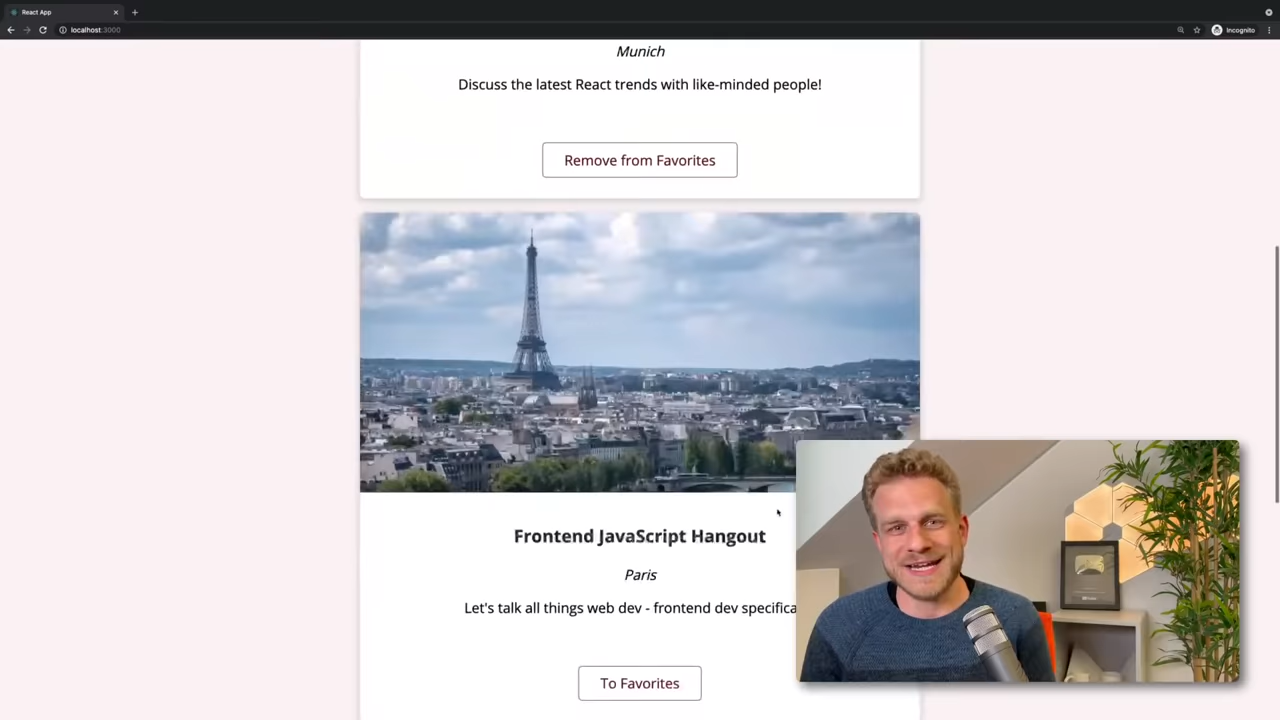 React App
localhost:3000
Incognito
Munich
Discuss the latest React trends with like-minded people!
Remove from Favorites
Frontend JavaScript Hangout
Paris
Let's talk all things web dev - frontend dev specifica
To Favorites